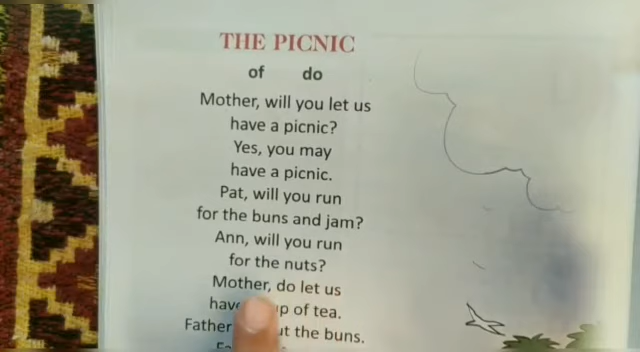 THE PICNIC
of do
Mother, will you let us
have a picnic?
Yes, you may
have a picnic.
Pat, will you run
for the buns and jam?
Ann, will you run
for the nuts?
Mother, do let us
of tea.
Father the buns.